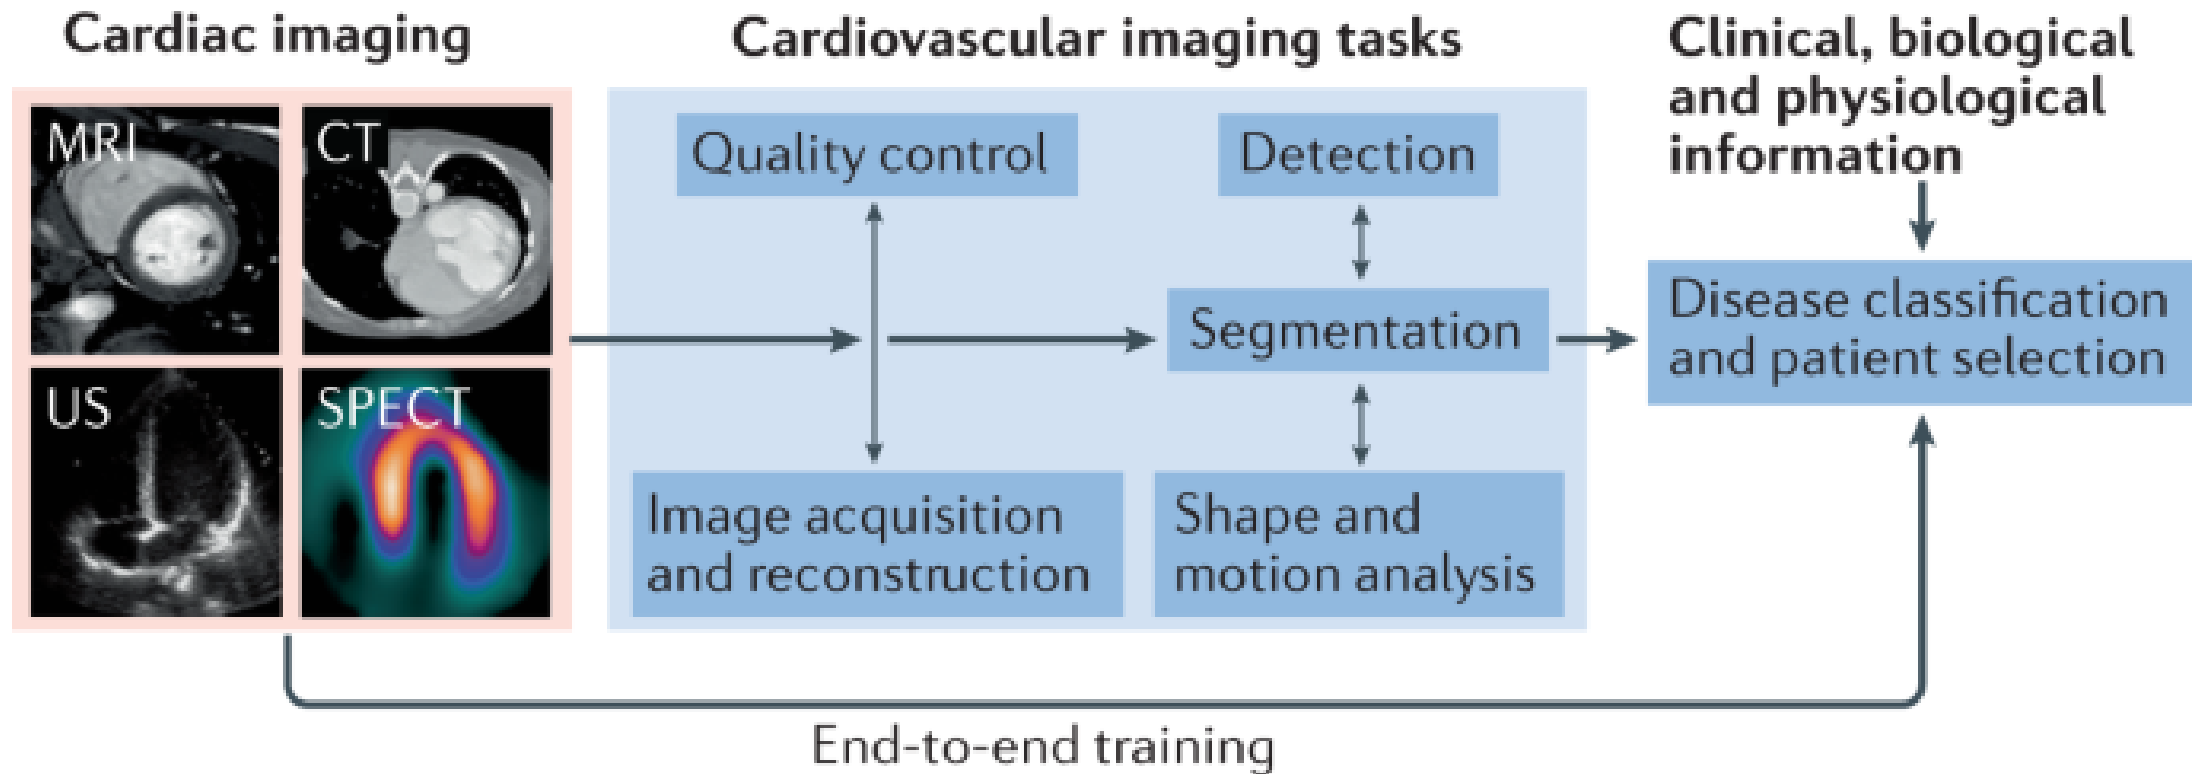 Cardiac imaging
MRI
CT
US
SPECT
Cardiovascular imaging tasks
Quality control
Detection
Segmentation
Image acquisition
and reconstruction
Shape and
motion analysis
Clinical, biological
and physiological
information
Disease classification
and patient selection
End-to-end training